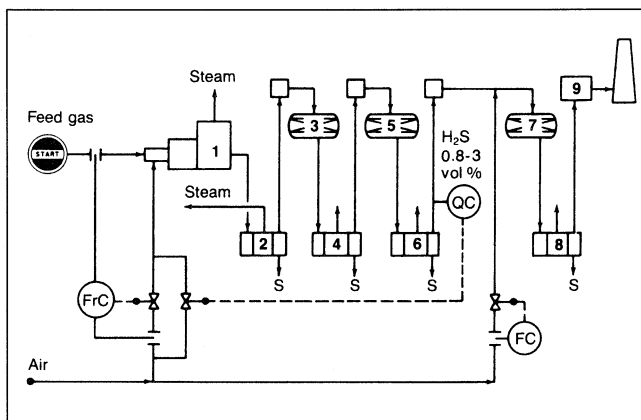 Steam
9
Feed gas
START
1
3
5
7
H₂S
0.8-3
vol %
QC
Steam
2
4
6
8
S
S
S
S
FrC
FC
Air